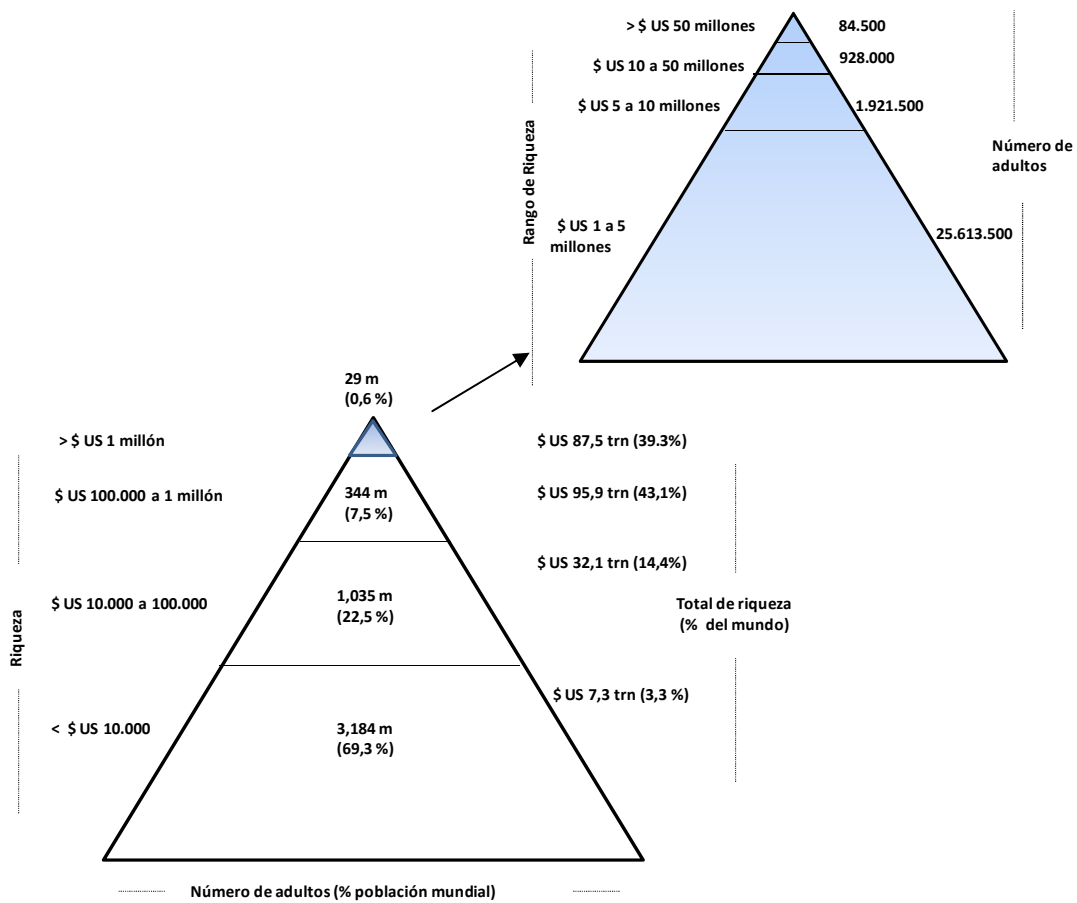 > $ US 50 millones
84.500
$ US 10 a 50 millones
928.000
$ US 5 a 10 millones
1.921.500
Rango de Riqueza
Número de
adultos
$ US 1 a 5
millones
25.613.500
29 m
(0,6 %)
> $ US 1 millón
$ US 87,5 trn (39.3%)
$ US 100.000 a 1 millón
344 m
(7,5 %)
$ US 95,9 trn (43,1%)
$ US 32,1 trn (14,4%)
$ US 10.000 a 100.000
1,035 m
(22,5 %)
Total de riqueza
(% del mundo)
Riqueza
$ US 7,3 trn (3,3 %)
< $ US 10.000
3,184 m
(69,3 %)
Número de adultos (% población mundial)